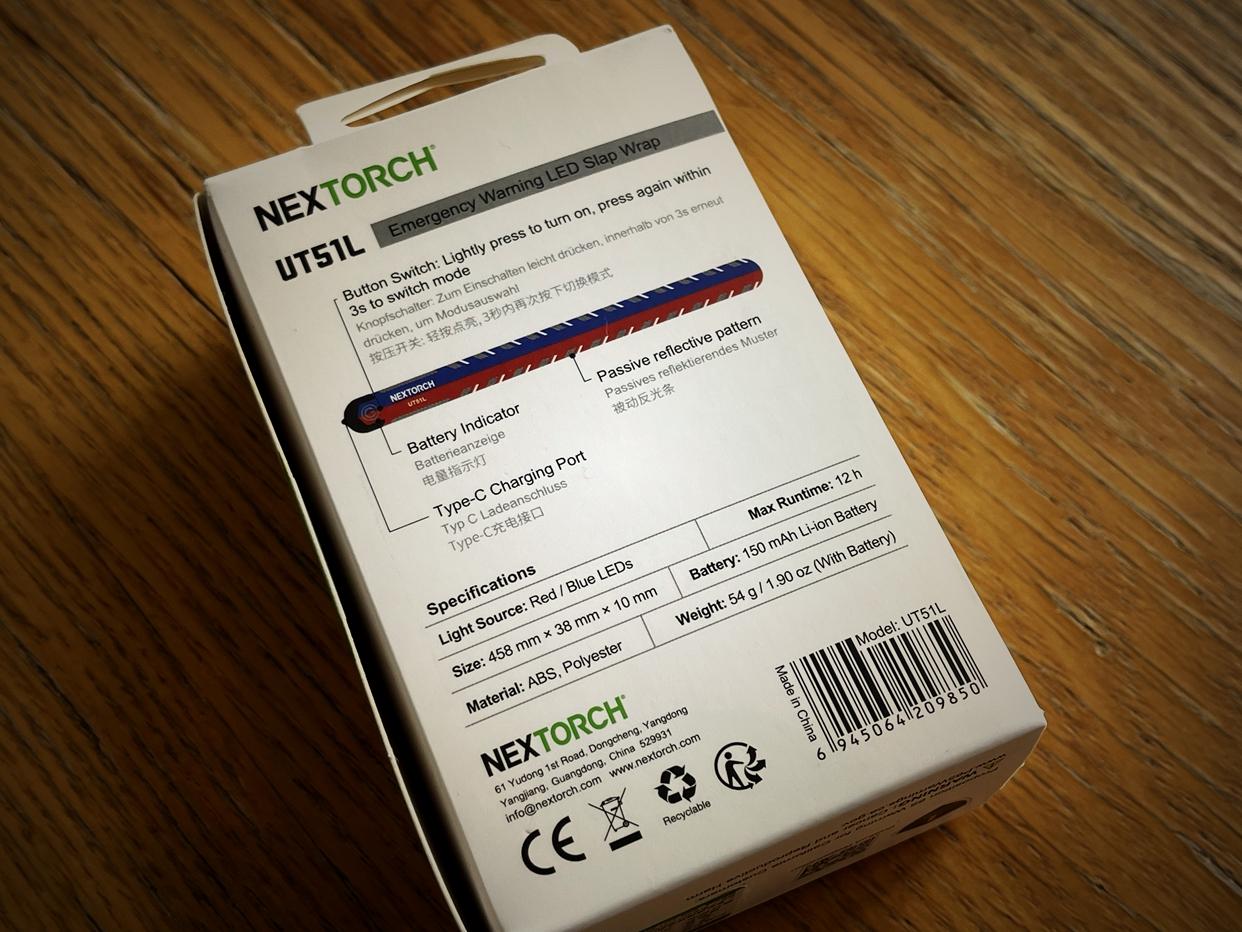 NEXTORCH®
UT51L
Emergency Warning LED Slap Wrap
Button Switch: Lightly press to turn on, press again within
3s to switch mode
Knopfschalter: Zum Einschalten leicht drücken, innerhalb von 3s erneut
drücken, um Modusauswahl
按压开关: 轻按点亮, 3秒内再次按下切换模式
NEXTORCH
UT51L
Passive reflective pattern
Passives reflektierendes Muster
被动反光条
Battery Indicator
Batterieanzeige
电量指示灯
Type-C Charging Port
Typ C Ladeanschluss
Type-C充电接口
Specifications
Light Source: Red / Blue LEDs
Max Runtime: 12 h
Size: 458 mm × 38 mm × 10 mm
Battery: 150 mAh Li-ion Battery
Material: ABS, Polyester
Weight: 54 g / 1.90 oz (With Battery)
NEXTORCH®
61 Yudong 1st Road, Dongcheng, Yangdong
Yangjiang, Guangdong, China 529931
info@nextorch.com www.nextorch.com
CE
Recyclable
Made in China
Model: UT51L
6 945064 209850
WARNING: Cancer and Reproductive Harm